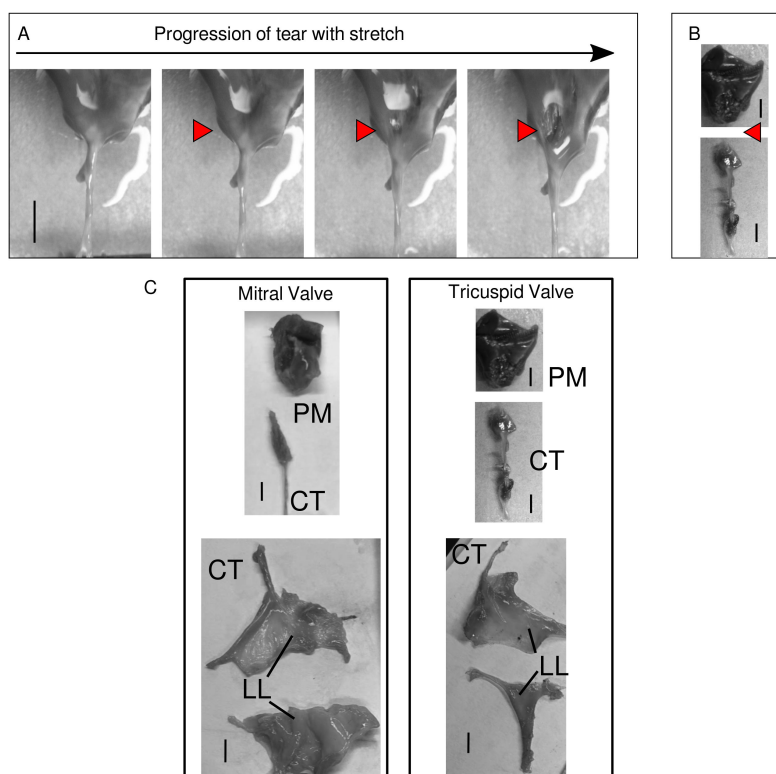 A
Progression of tear with stretch
B
C
Mitral Valve
Tricuspid Valve
PM
PM
CT
CT
CT
CT
LL
LL